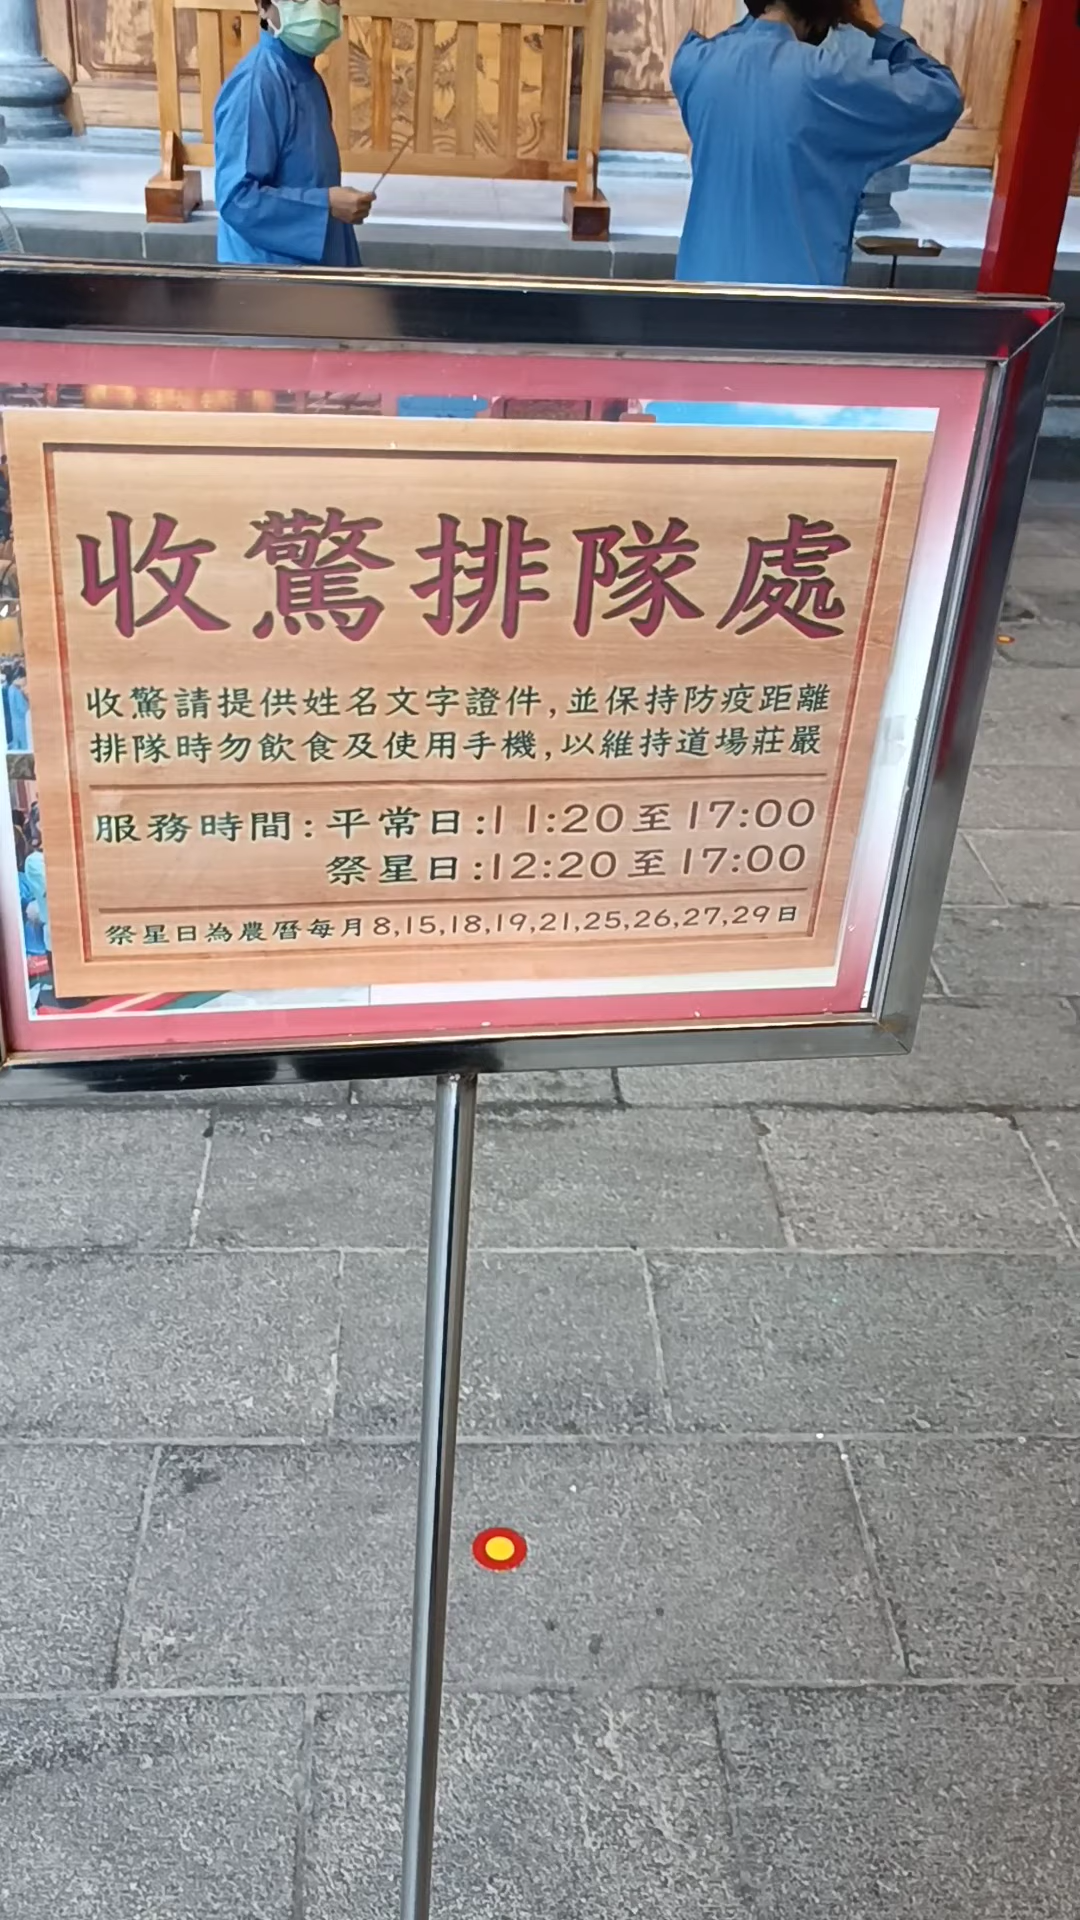 收驚排隊處
收驚請提供姓名文字證件,並保持防疫距離
排隊時勿飲食及使用手機,以維持道場莊嚴
服務時間:平常日:11:20至17:00
祭星日:12:20至17:00
祭星日為農曆每月8,15,18,19,21,25,26,27,29日